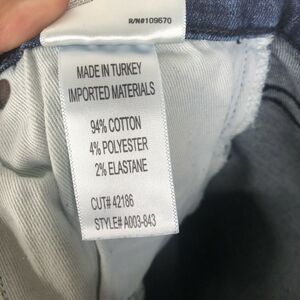 R/N#109670
MADE IN TURKEY
IMPORTED MATERIALS
94% COTTON
4% POLYESTER
2% ELASTANE
CUT# 42186
STYLE# A003-843